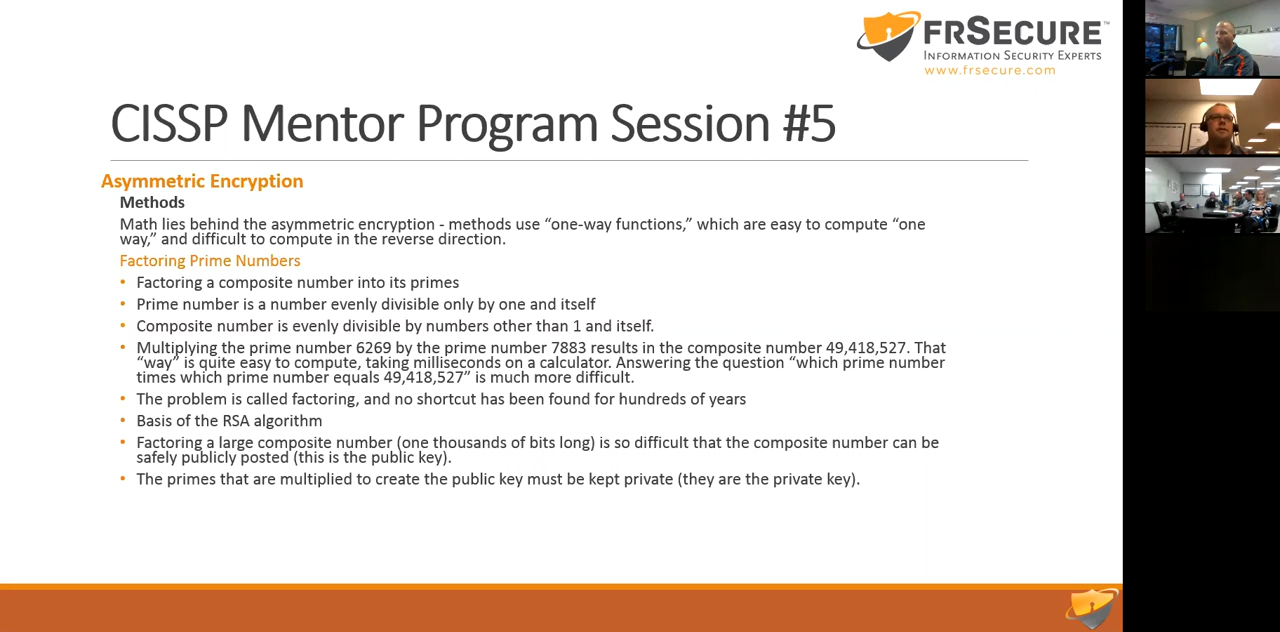 FRSECURE™
INFORMATION SECURITY EXPERTS
www.frsecure.com
CISSP Mentor Program Session #5
Asymmetric Encryption
Methods
Math lies behind the asymmetric encryption - methods use “one-way functions,” which are easy to compute “one
way,” and difficult to compute in the reverse direction.
Factoring Prime Numbers
• Factoring a composite number into its primes
• Prime number is a number evenly divisible only by one and itself
• Composite number is evenly divisible by numbers other than 1 and itself.
• Multiplying the prime number 6269 by the prime number 7883 results in the composite number 49,418,527. That
“way” is quite easy to compute, taking milliseconds on a calculator. Answering the question “which prime number
times which prime number equals 49,418,527” is much more difficult.
• The problem is called factoring, and no shortcut has been found for hundreds of years
• Basis of the RSA algorithm
• Factoring a large composite number (one thousands of bits long) is so difficult that the composite number can be
safely publicly posted (this is the public key).
• The primes that are multiplied to create the public key must be kept private (they are the private key).